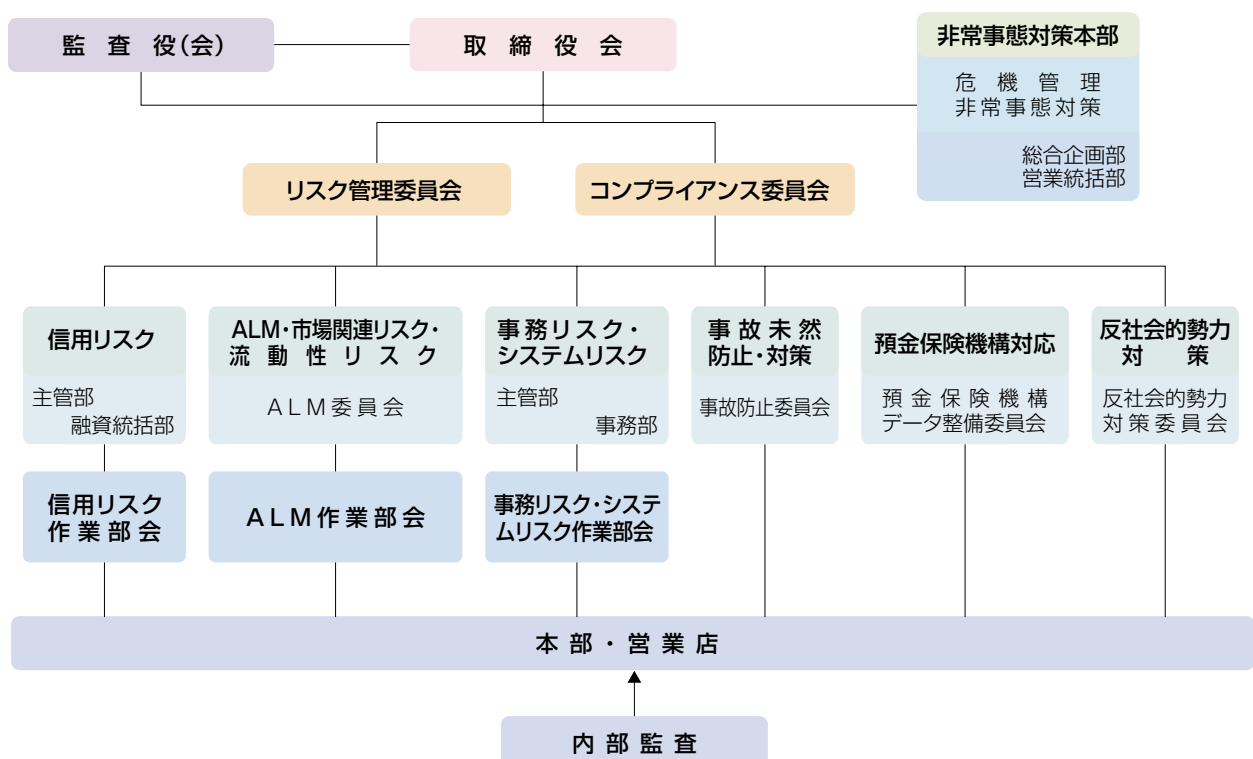 監査役(会)
取締役会
非常事態対策本部
危機管理
非常事態対策
総合企画部
営業統括部
リスク管理委員会
コンプライアンス委員会
信用リスク
主管部
融資統括部
ALM・市場関連リスク・
流動性リスク
ALM委員会
事務リスク・
システムリスク
主管部
事務部
事故未然
防止・対策
事故防止委員会
預金保険機構対応
預金保険機構
データ整備委員会
反社会的勢力
対策
反社会的勢力
対策委員会
信用リスク
作業部会
ALM作業部会
事務リスク・システ
ムリスク作業部会
本部・営業店
内部監査